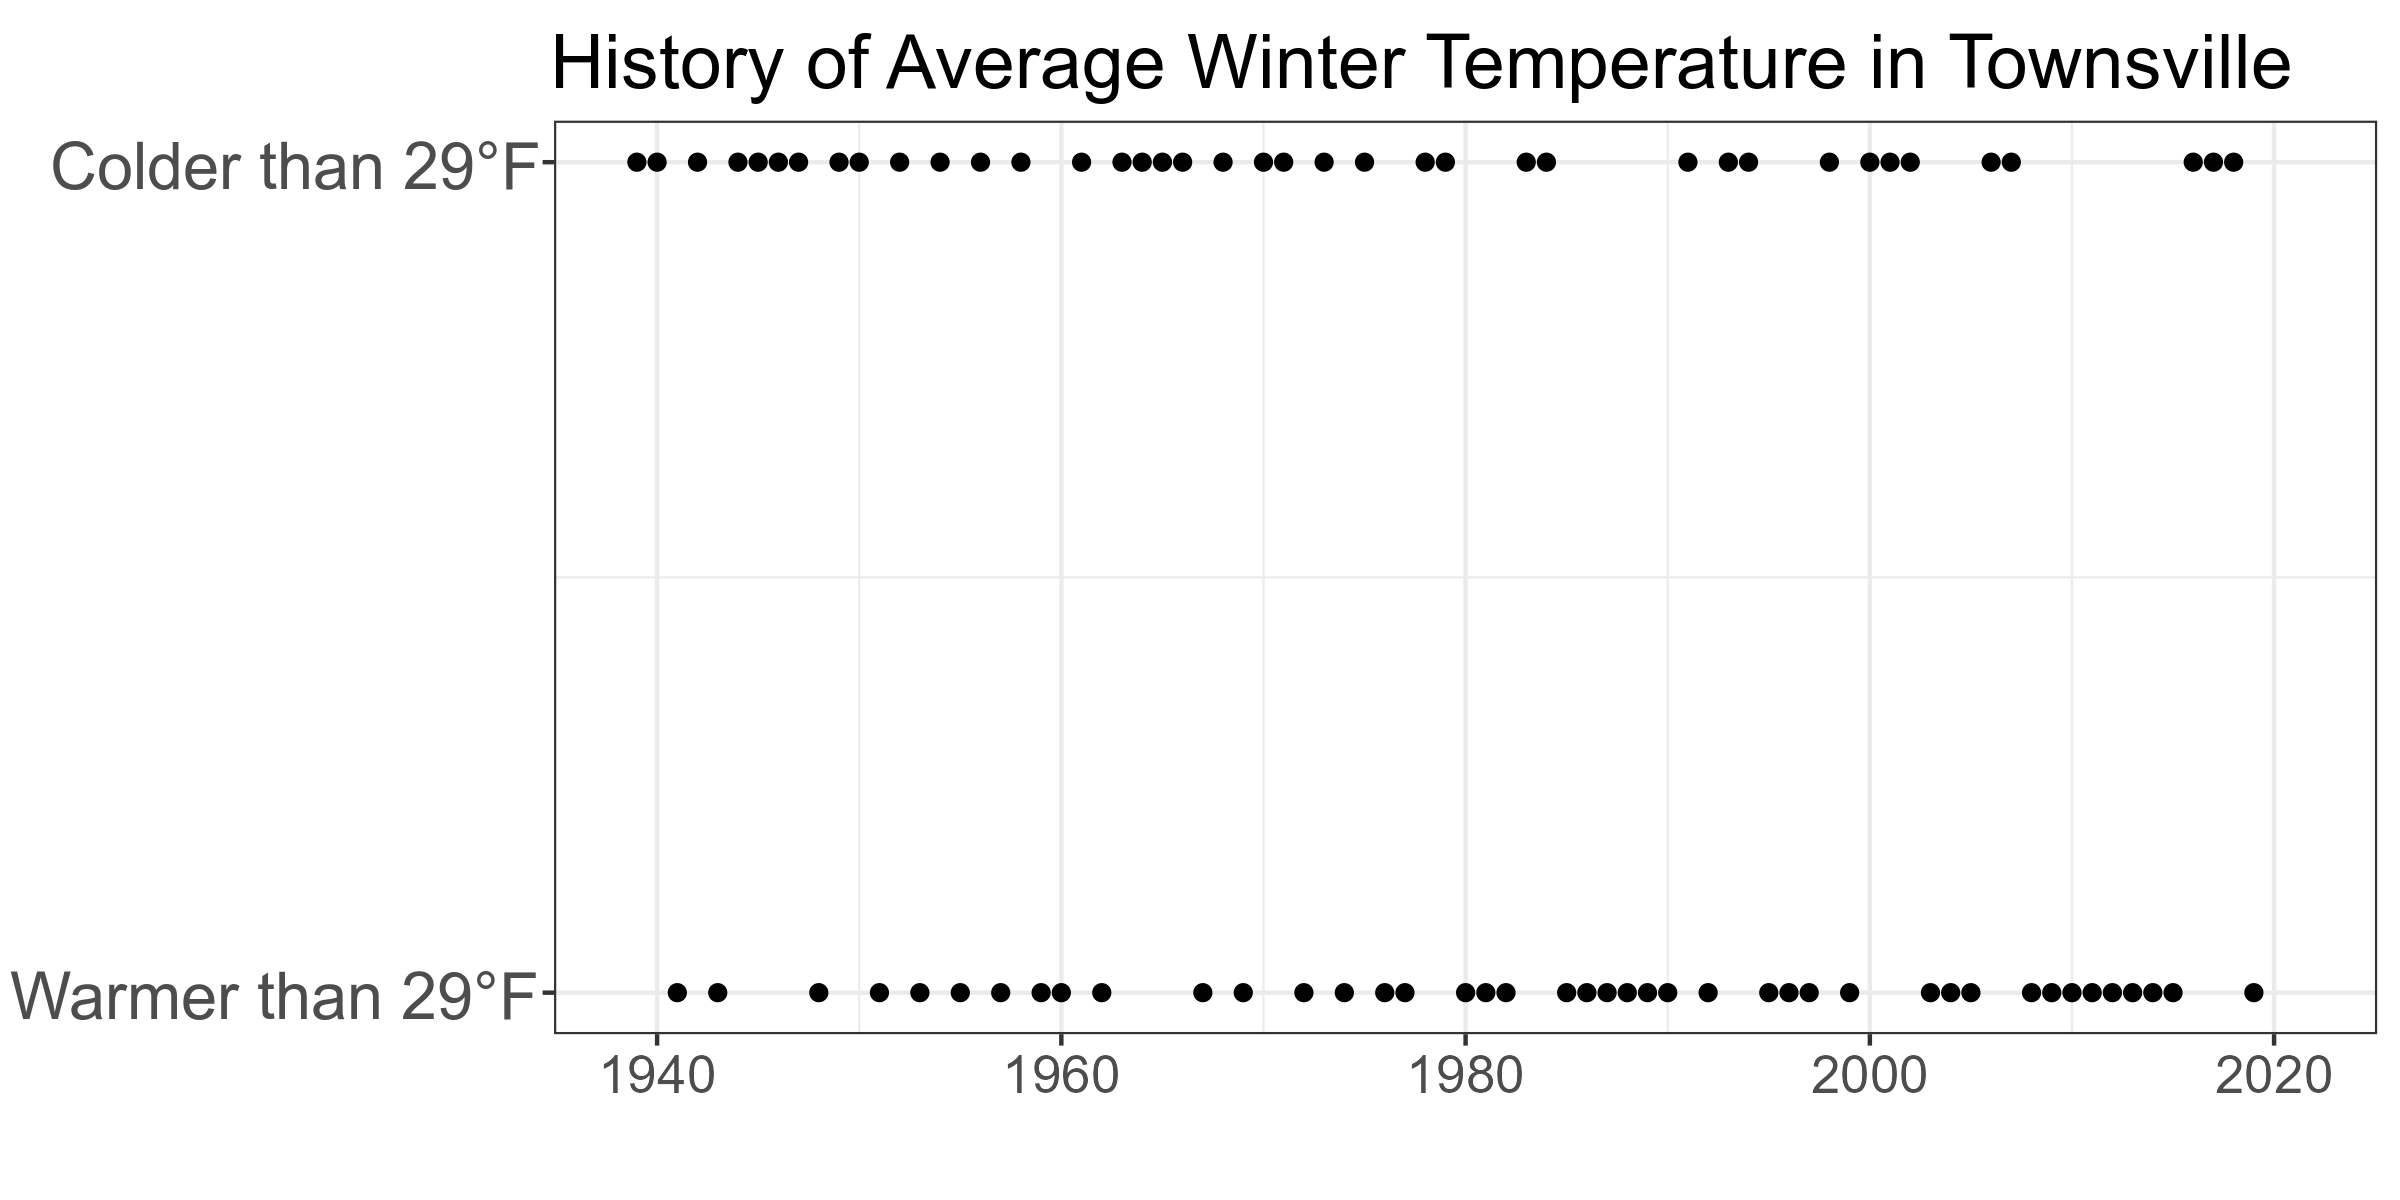 History of Average Winter Temperature in Townsville
Colder than 29°F
Warmer than 29°F
1940 1960 1980 2000 2020